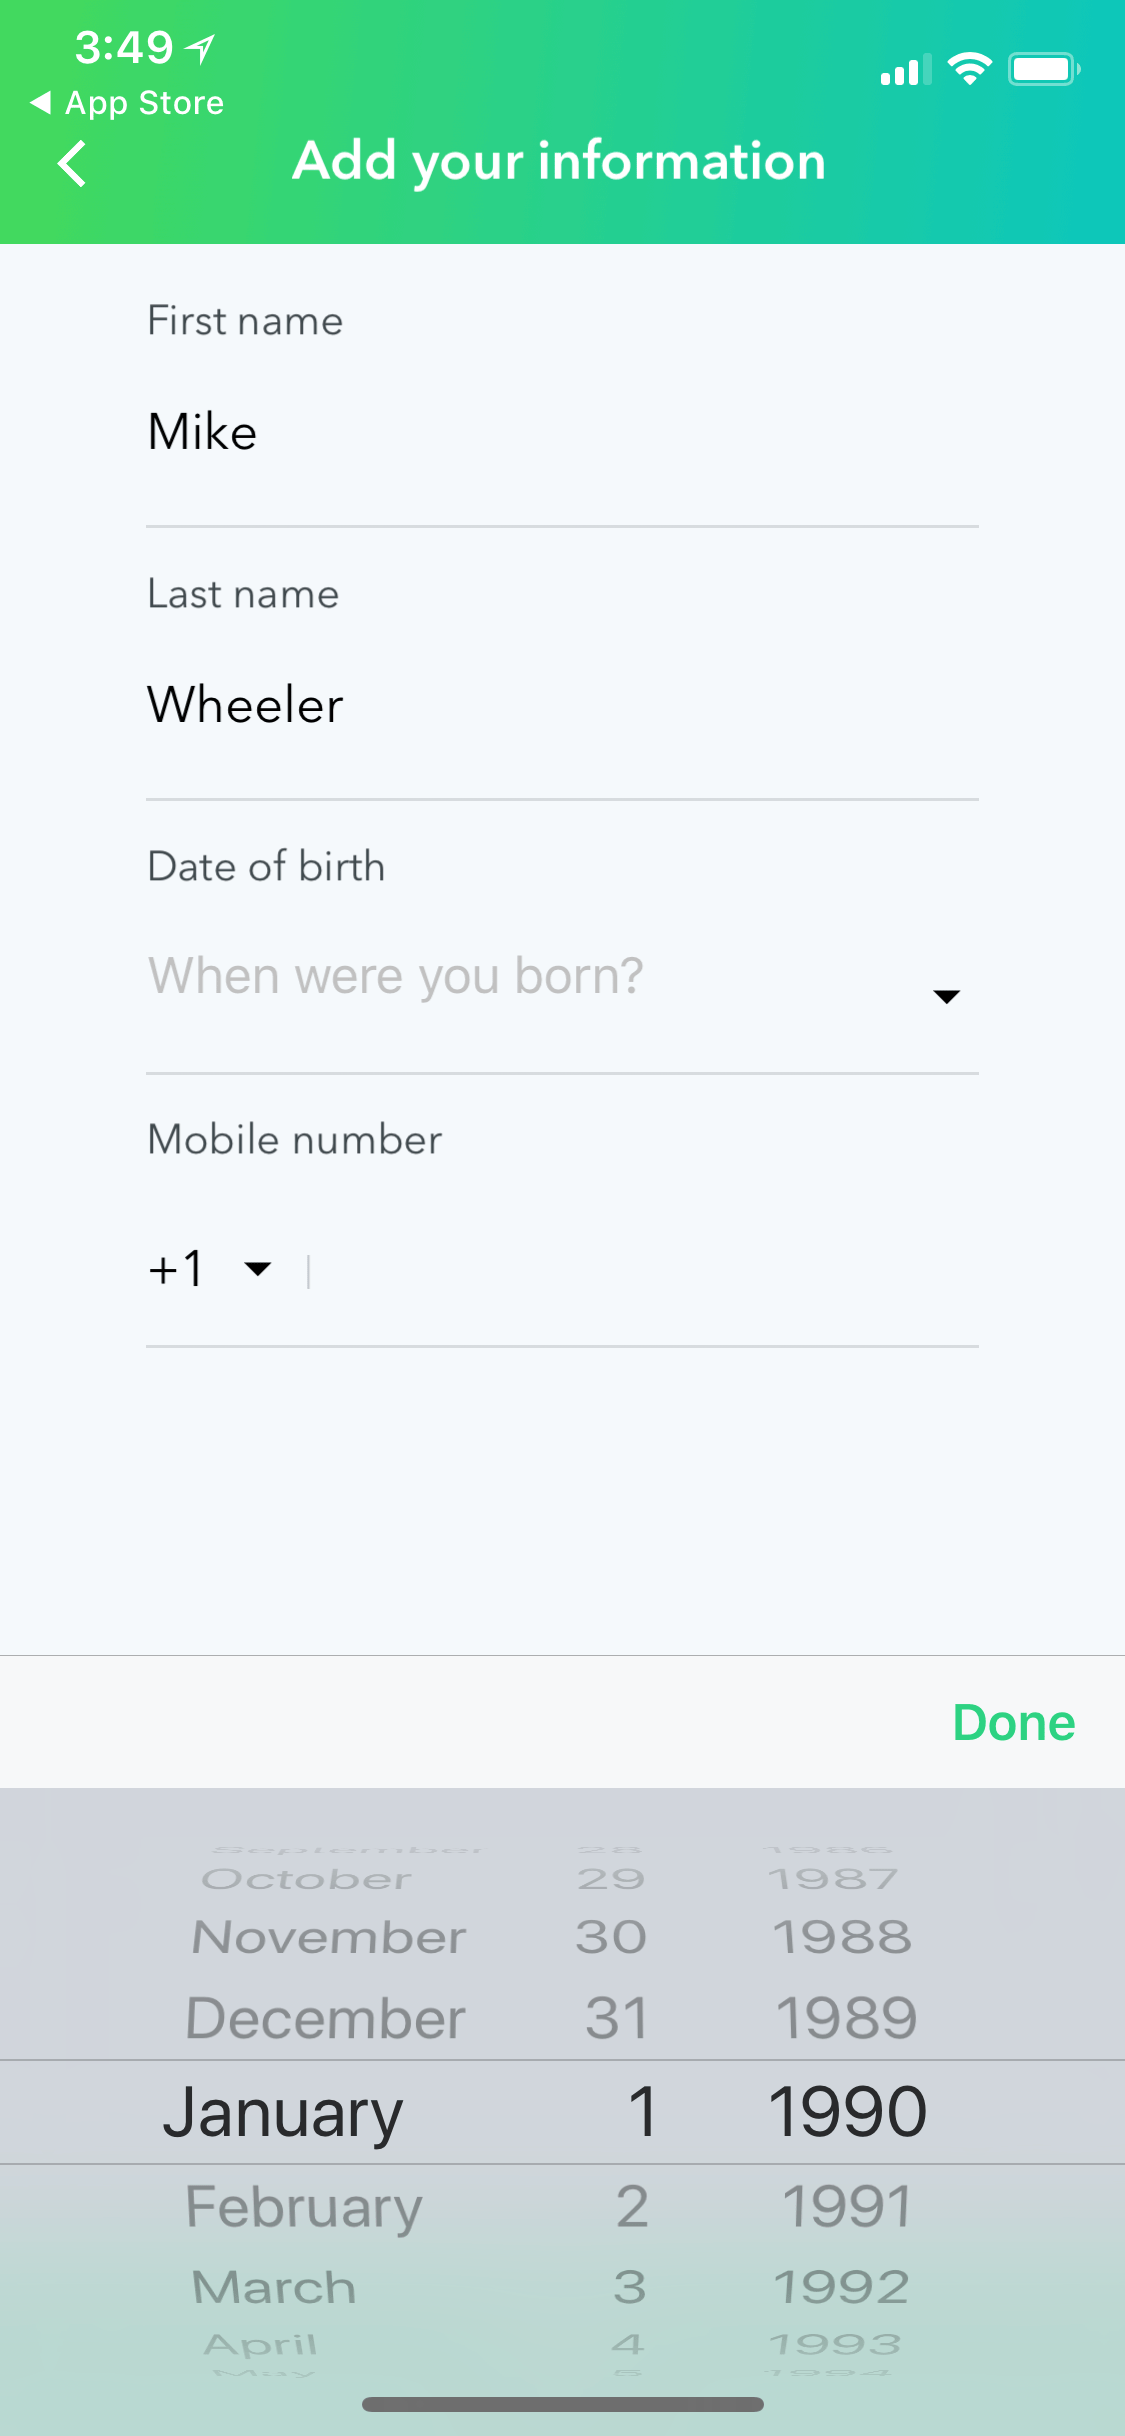 3:49
App Store
Add your information
First name
Mike
Last name
Wheeler
Date of birth
When were you born?
Mobile number
+1
Done
September 28 1986
October 29 1987
November 30 1988
December 31 1989
January 1 1990
February 2 1991
March 3 1992
April 4 1993
May 5 1994